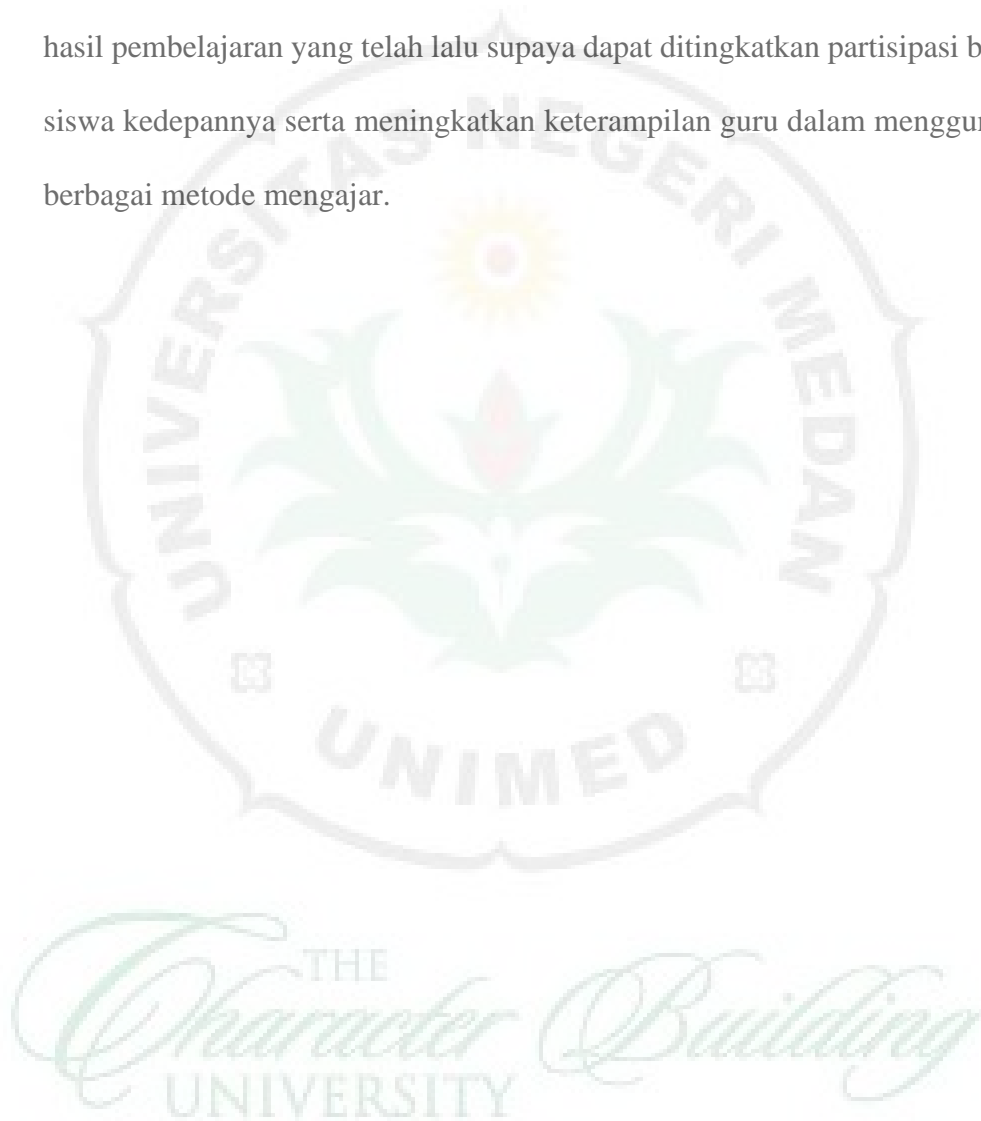 hasil pembelajaran yang telah lalu supaya dapat ditingkatkan partisipasi
siswa kedepannya serta meningkatkan keterampilan guru dalam
berbagai metode mengajar.
UNIVERSITAS NEGERI MEDAN
UNIMED
THE
Character Building
UNIVERSITY